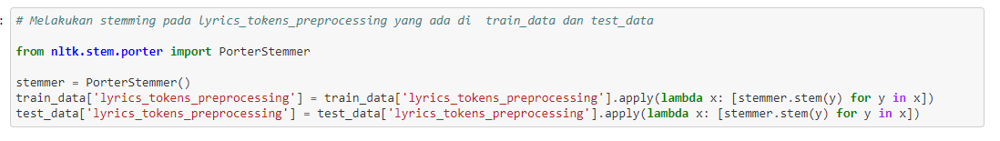 :
# Melakukan stemming pada lyrics_tokens_preprocessing yang ada di  train_data dan test_data
from nltk.stem.porter import PorterStemmer
stemmer = PorterStemmer()
train_data['lyrics_tokens_preprocessing'] = train_data['lyrics_tokens_preprocessing'].apply(lambda x: [stemmer.stem(y) for y in x])
test_data['lyrics_tokens_preprocessing'] = test_data['lyrics_tokens_preprocessing'].apply(lambda x: [stemmer.stem(y) for y in x])